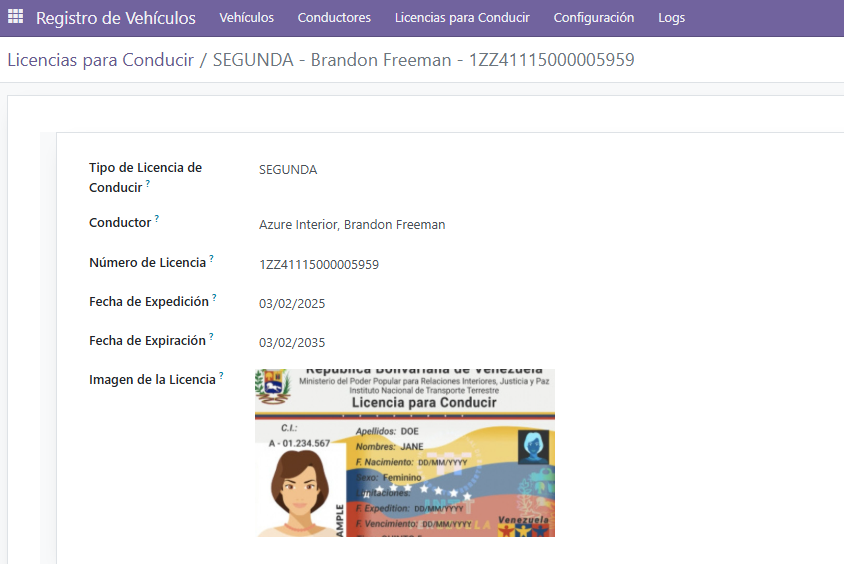 Registro de Vehículos Vehículos Conductores Licencias para Conducir Configuración Logs
Licencias para Conducir / SEGUNDA - Brandon Freeman - 1ZZ41115000005959
Tipo de Licencia de
Conducir ? SEGUNDA
Conductor ? Azure Interior, Brandon Freeman
Número de Licencia ? 1ZZ41115000005959
Fecha de Expedición ? 03/02/2025
Fecha de Expiración ? 03/02/2035
Imagen de la Licencia ?
República Bolivariana de Venezuela
Ministerio del Poder Popular para Relaciones Interiores, Justicia y Paz
Instituto Nacional de Transporte Terrestre
Licencia para Conducir
C.I.:
A - 01.234.567
Apellidos: DOE
Nombres: JANE
F. Nacimiento: DD/MM/YYYY
Sexo: Femenino
Limitaciones:
F. Expedition: DD/MM/YYYY
F. Vencimiento: DD/MM/YYYY
Venezuela